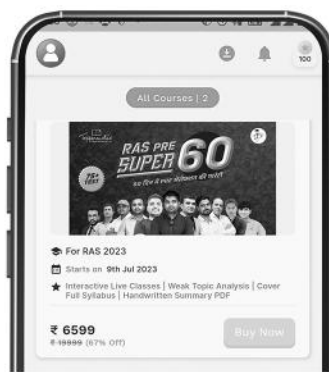 100
All Courses | 2
RAS PRE
SUPER 60
75+
TEST
For RAS 2023
Starts on 9th Jul 2023
Interactive Live Classes | Weak Topic Analysis | Cover
Full Syllabus | Handwritten Summary PDF
₹ 6599
₹ 19999 (67% Off)
Buy Now